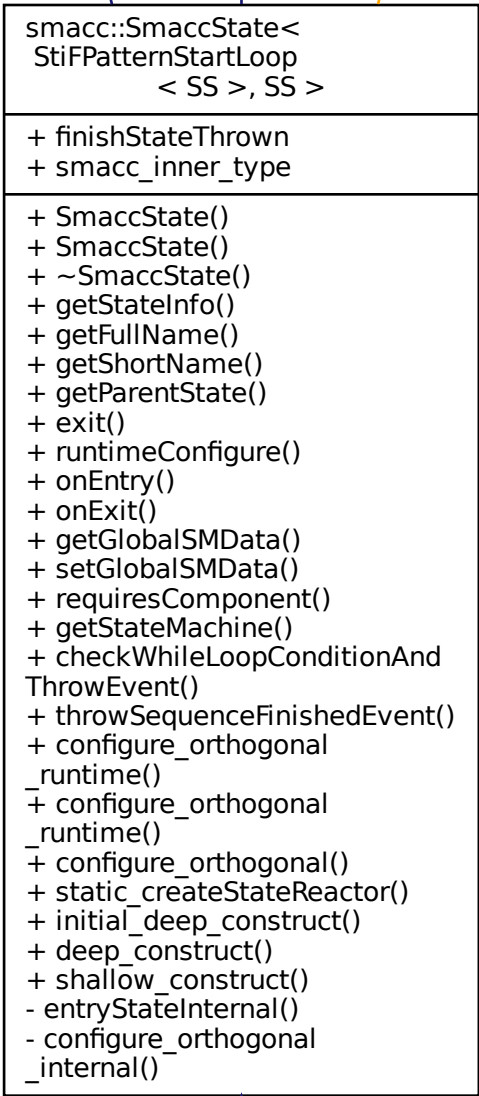 smacc::SmaccState<
StiFPatternStartLoop
< SS >, SS >
+ finishStateThrown
+ smacc_inner_type
+ SmaccState()
+ SmaccState()
+ ~SmaccState()
+ getStateInfo()
+ getFullName()
+ getShortName()
+ getParentState()
+ exit()
+ runtimeConfigure()
+ onEntry()
+ onExit()
+ getGlobalSMData()
+ setGlobalSMData()
+ requiresComponent()
+ getStateMachine()
+ checkWhileLoopConditionAnd
ThrowEvent()
+ throwSequenceFinishedEvent()
+ configure_orthogonal
_runtime()
+ configure_orthogonal
_runtime()
+ configure_orthogonal()
+ static_createStateReactor()
+ initial_deep_construct()
+ deep_construct()
+ shallow_construct()
- entryStateInternal()
- configure_orthogonal
_internal()